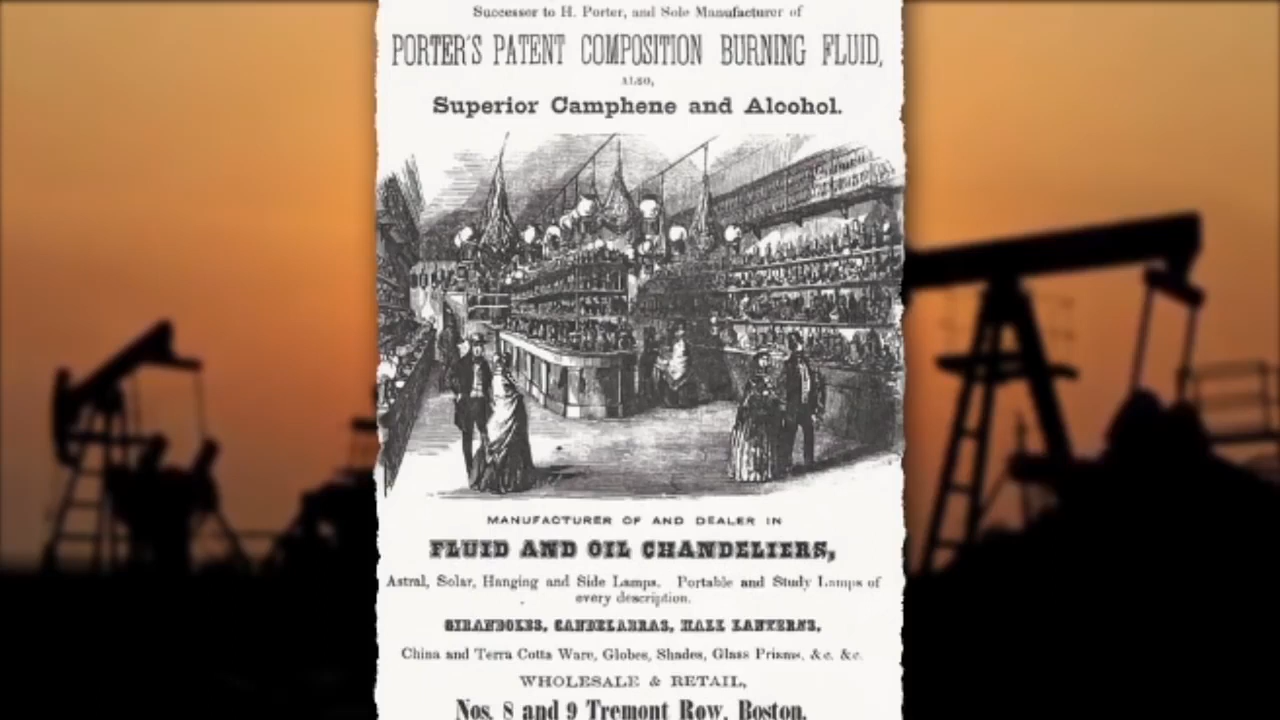 Successor to H. Porter, and Sole Manufacturer of
PORTER'S PATENT COMPOSITION BURNING FLUID,
ALSO,
Superior Camphene and Alcohol.
MANUFACTURER OF AND DEALER IN
FLUID AND OIL CHANDELIERS,
Astral, Solar, Hanging and Side Lamps. Portable and Study Lamps of
every description.
GIRANDOLES, CANDELABRAS, HALL LANTERNS,
China and Terra Cotta Ware, Globes, Shades, Glass Prisms, &c. &c.
WHOLESALE & RETAIL,
Nos. 8 and 9 Tremont Row, Boston.